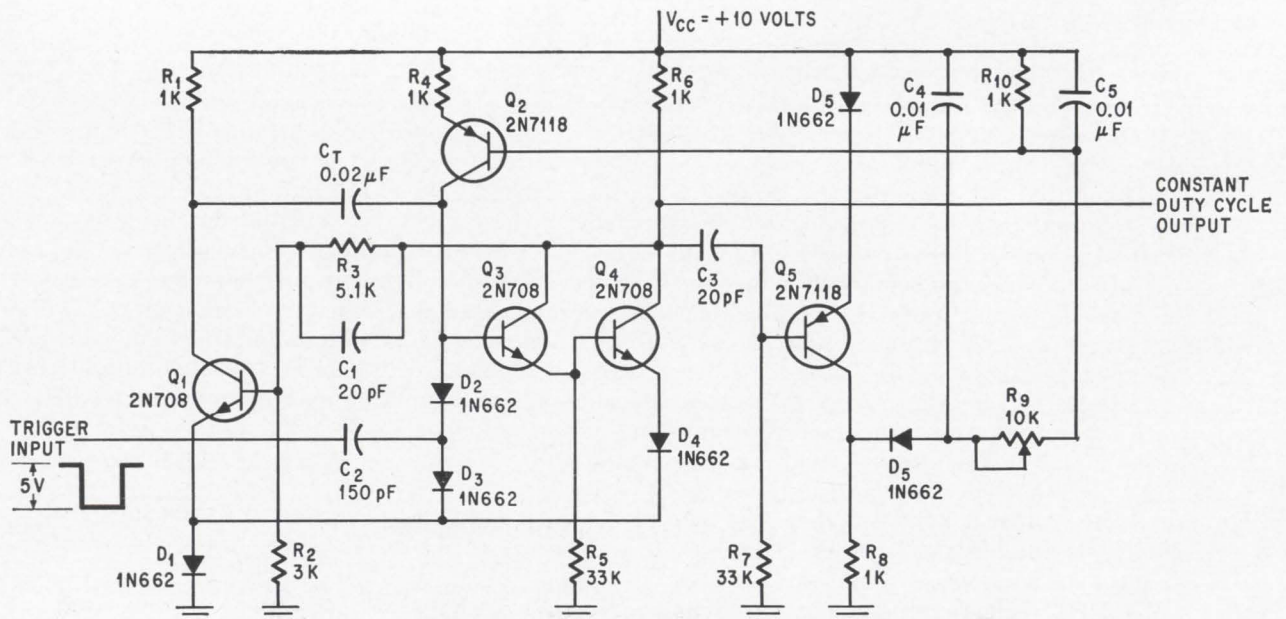 VCC = +10 VOLTS
R1
1K
R4
1K
Q2
2N7118
R6
1K
D5
1N662
C4
0.01
µF
R10
1K
C5
0.01
µF
CT
0.02µF
CONSTANT
DUTY CYCLE
OUTPUT
R3
5.1K
C1
20 pF
Q3
2N708
Q4
2N708
C3
20pF
Q5
2N7118
Q1
2N708
D2
1N662
R9
10K
TRIGGER
INPUT
5V
C2
150 pF
D3
1N662
D4
1N662
D5
1N662
D1
1N662
R2
3K
R5
33K
R7
33K
R8
1K